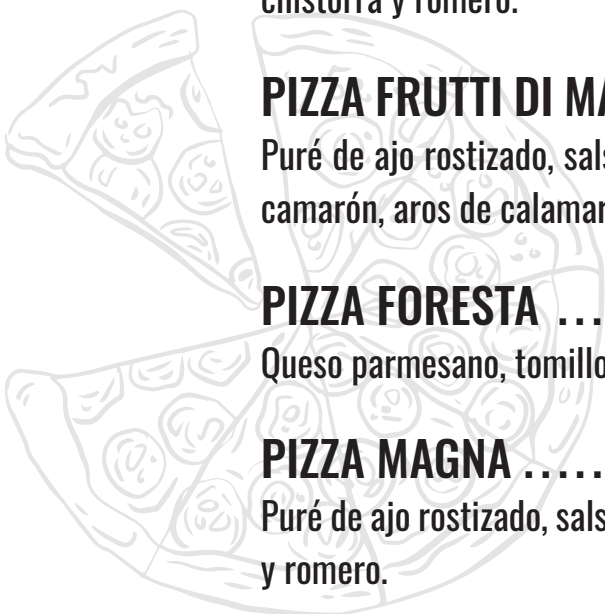 chistorra y romero.
PIZZA FRUTTI DI MA
Puré de ajo rostizado, sals
camarón, aros de calamar
PIZZA FORESTA ...
Queso parmesano, tomillo
PIZZA MAGNA .....
Puré de ajo rostizado, sals
y romero.